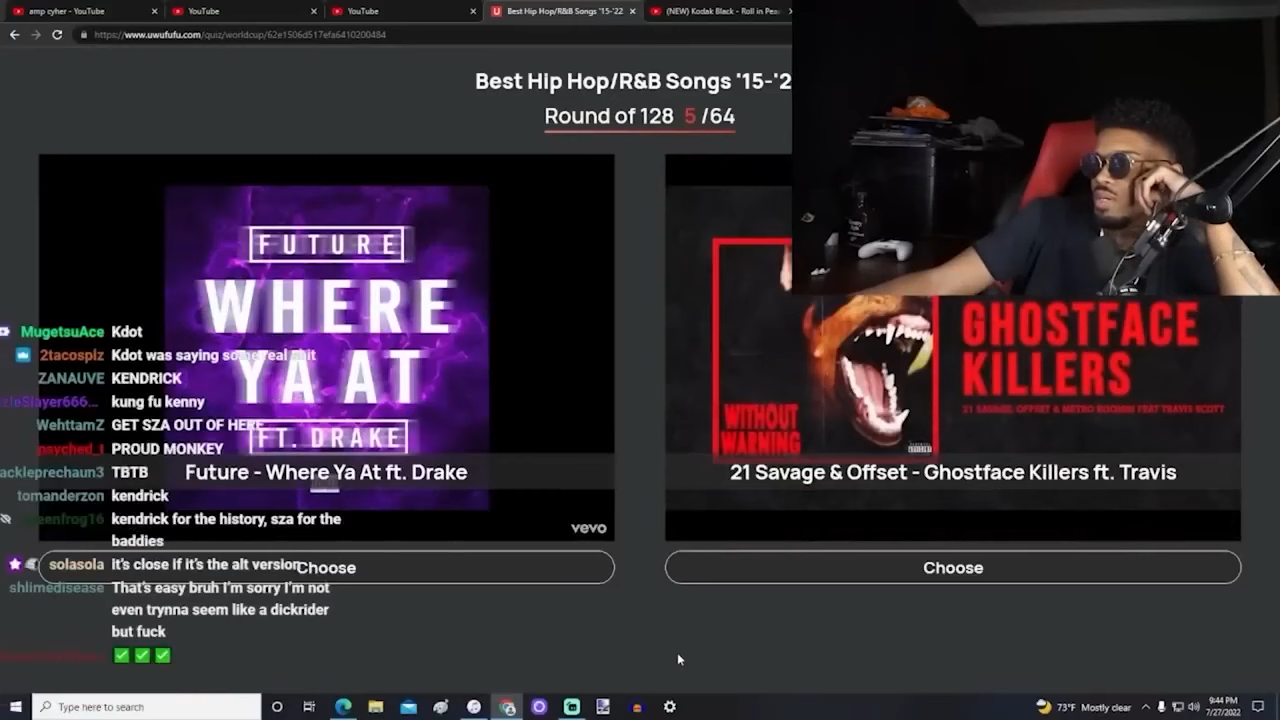 amp cyher - YouTube
YouTube
YouTube
Best Hip Hop/R&B Songs '15-'22
(NEW) Kodak Black - Roll in Pea
https://www.uwufufu.com/quiz/worldcup/62e1506d517efa6410200484
Best Hip Hop/R&B Songs '15-'2
Round of 128 5 /64
FUTURE
WHERE
YA AT
FT. DRAKE
Future - Where Ya At ft. Drake
vevo
Choose
GHOSTFACE
KILLERS
21 SAVAGE, OFFSET & METRO BOOMIN FEAT TRAVIS SCOTT
WITHOUT
WARNING
21 Savage & Offset - Ghostface Killers ft. Travis
Choose
MugetsuAce Kdot
2tacosplz Kdot was saying some real shit
ZANAUVE KENDRICK
zleSlayer666... kung fu kenny
WehttamZ GET SZA OUT OF HERE
psyched_t PROUD MONKEY
ackleprechaun3 TBTB
tomanderzon kendrick
eenfrog16 kendrick for the history, sza for the
baddies
solasola It's close if it's the alt version
shlimedisease That's easy bruh I'm sorry I'm not
even trynna seem like a dickrider
but fuck
Type here to search
73°F Mostly clear
9:44 PM
7/27/2022